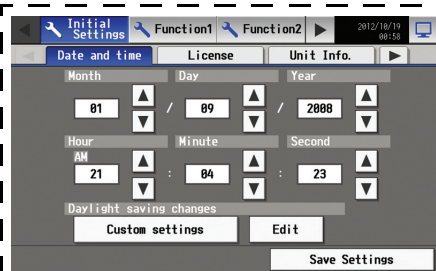 Initial Settings Function1 Function2 2012/10/19 00:58
Date and time License Unit Info.
Month Day Year
01 / 09 / 2008
Hour Minute Second
AM
21 : 04 : 23
Daylight saving changes
Custom settings Edit
Save Settings